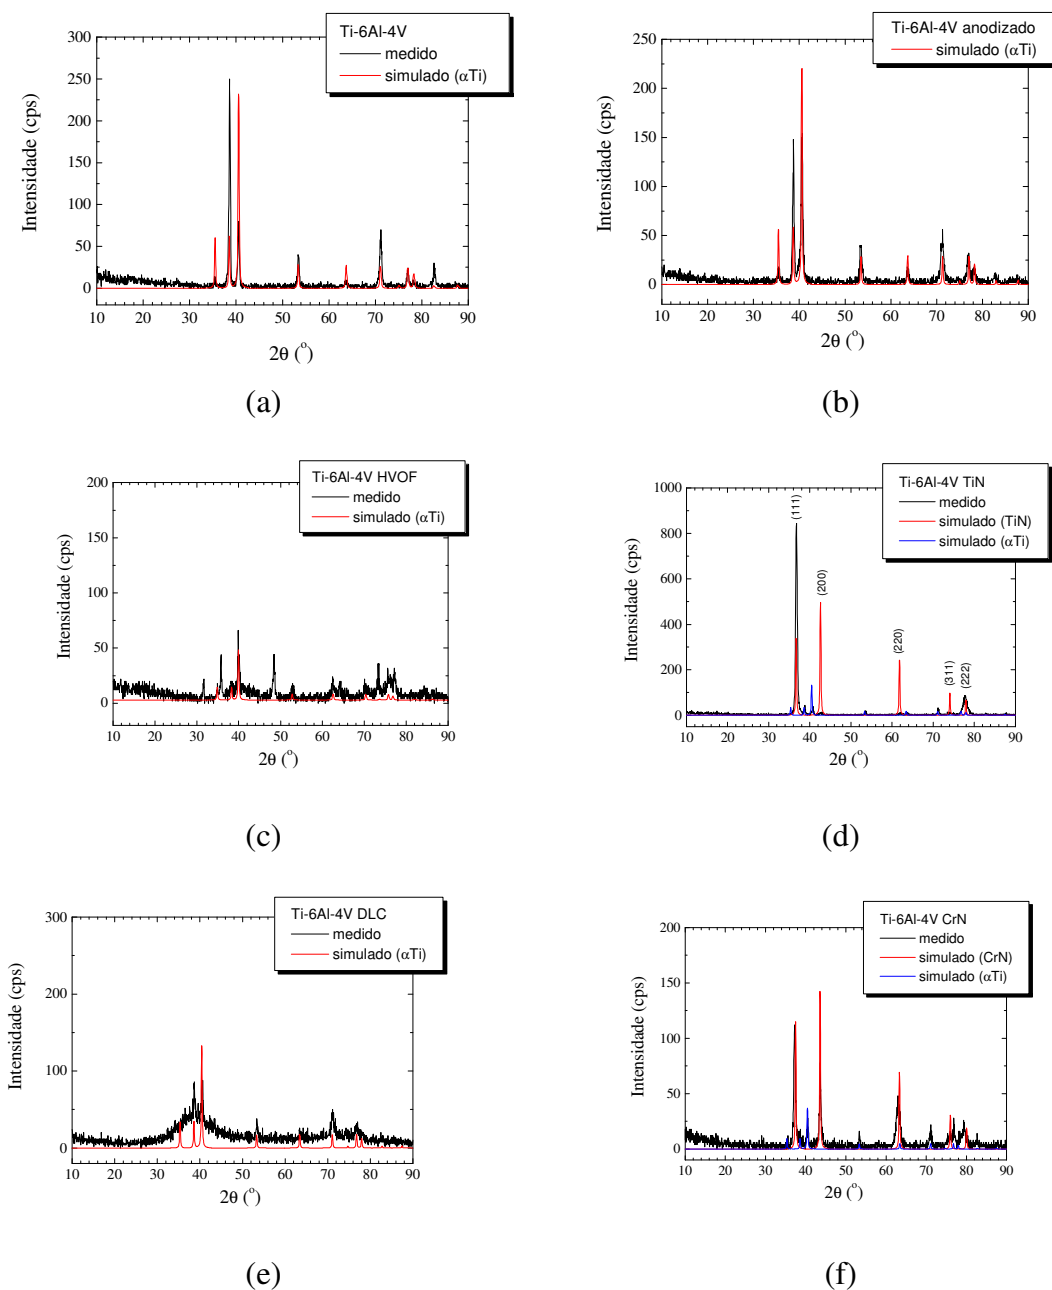 Ti-6Al-4V
medido
simulado (αTi)
Intensidade (cps)
300
250
200
150
100
50
0
10 20 30 40 50 60 70 80 90
2θ (°)
(a)
Ti-6Al-4V anodizado
simulado (αTi)
Intensidade (cps)
250
200
150
100
50
0
10 20 30 40 50 60 70 80 90
2θ (°)
(b)
Ti-6Al-4V HVOF
medido
simulado (αTi)
Intensidade (cps)
200
150
100
50
0
10 20 30 40 50 60 70 80 90
2θ (°)
(c)
Ti-6Al-4V TiN
medido
simulado (TiN)
simulado (αTi)
Intensidade (cps)
1000
800
600
400
200
0
(111)
(200)
(220)
(311)
(222)
10 20 30 40 50 60 70 80 90
2θ (°)
(d)
Ti-6Al-4V DLC
medido
simulado (αTi)
Intensidade (cps)
300
200
100
0
10 20 30 40 50 60 70 80 90
2θ (°)
(e)
Ti-6Al-4V CrN
medido
simulado (CrN)
simulado (αTi)
Intensidade (cps)
200
150
100
50
0
10 20 30 40 50 60 70 80 90
2θ (°)
(f)